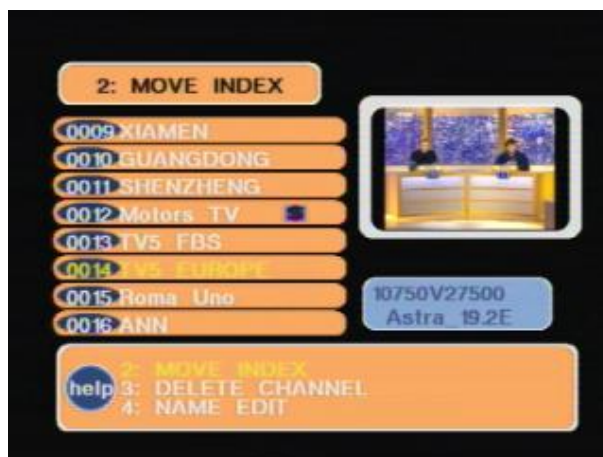 2: MOVE INDEX
0009 XIAMEN
0010 GUANGDONG
0011 SHENZHENG
0012 Motors TV
0013 TV5 FBS
0014 TV5 EUROPE
0015 Roma Uno
0016 ANN
10750V27500
Astra_19.2E
help
2: MOVE INDEX
3: DELETE CHANNEL
4: NAME EDIT